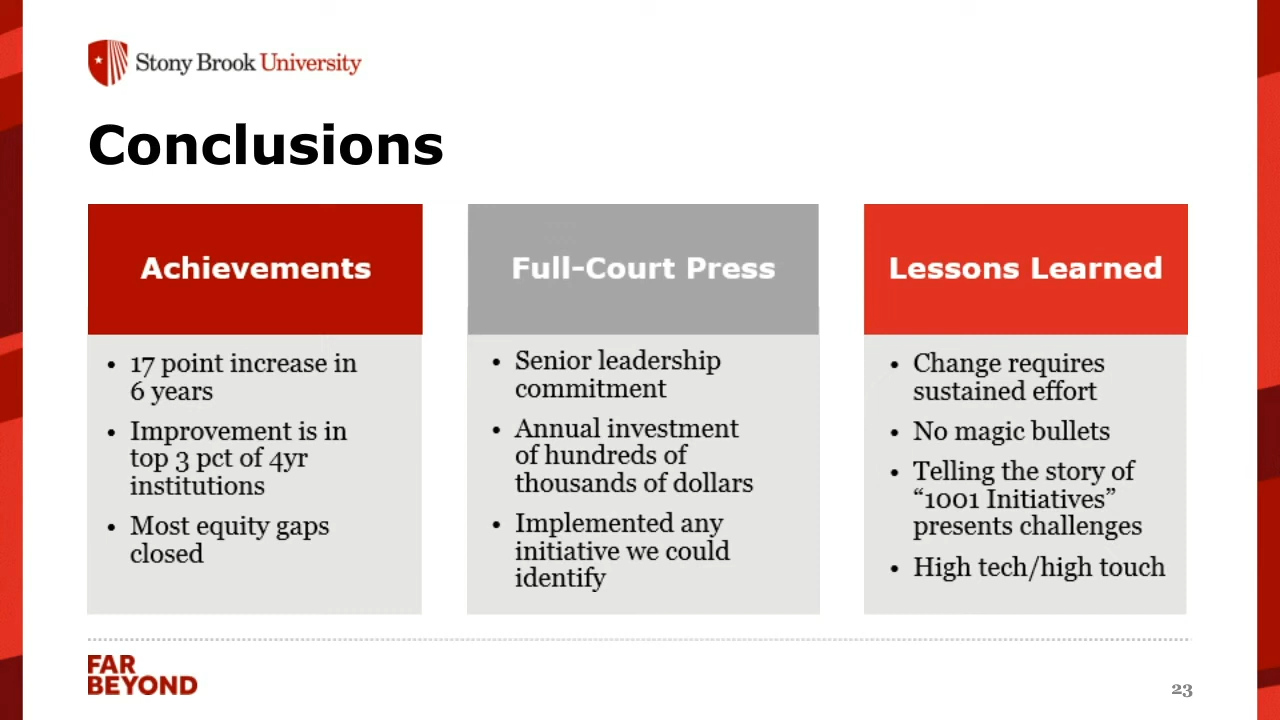 Stony Brook University
Conclusions
Achievements
• 17 point increase in
6 years
• Improvement is in
top 3 pct of 4yr
institutions
• Most equity gaps
closed
Full-Court Press
• Senior leadership
commitment
• Annual investment
of hundreds of
thousands of dollars
• Implemented any
initiative we could
identify
Lessons Learned
• Change requires
sustained effort
• No magic bullets
• Telling the story of
“1001 Initiatives”
presents challenges
• High tech/high touch
FAR
BEYOND
23